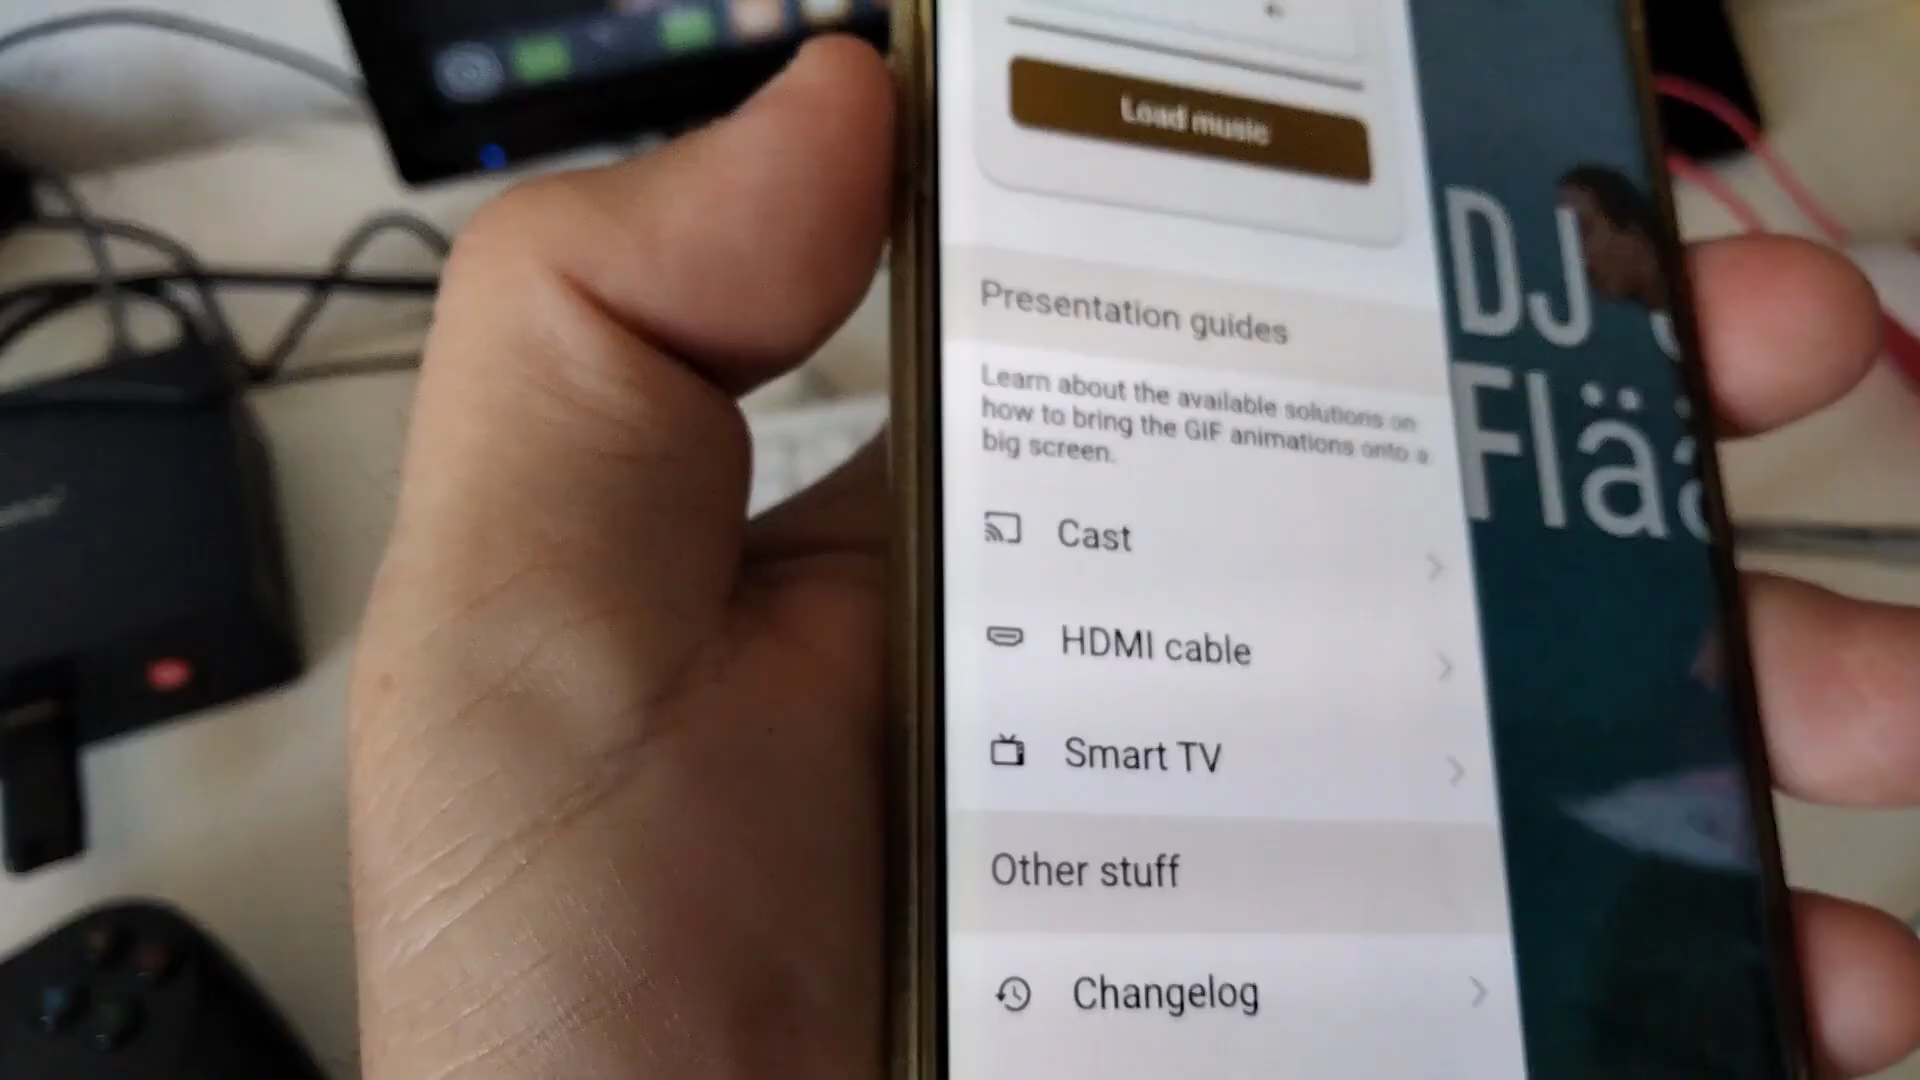 Load music
Presentation guides
Learn about the available solutions on
how to bring the GIF animations onto a
big screen.
Cast
HDMI cable
Smart TV
Other stuff
Changelog
DJ
Flä